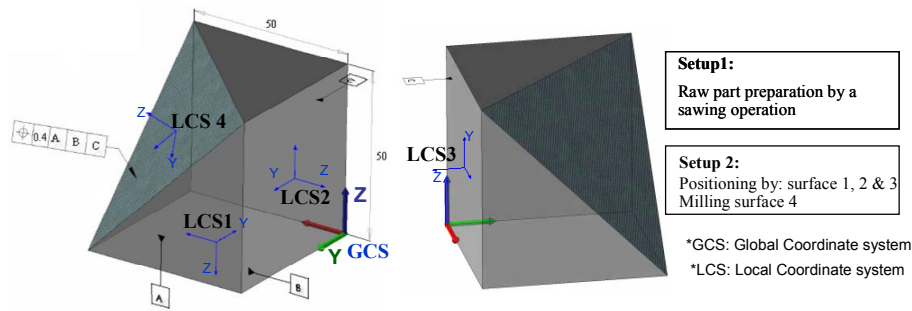 50
50
0.4 A B C
Z
LCS 4
Y
Z
LCS2
Z
LCS1
Y
Z
Y
GCS
A
B
Y
LCS3
Z
Z
Setup1:
Raw part preparation by a
sawing operation
Setup 2:
Positioning by: surface 1, 2 & 3
Milling surface 4
*GCS: Global Coordinate system
*LCS: Local Coordinate system